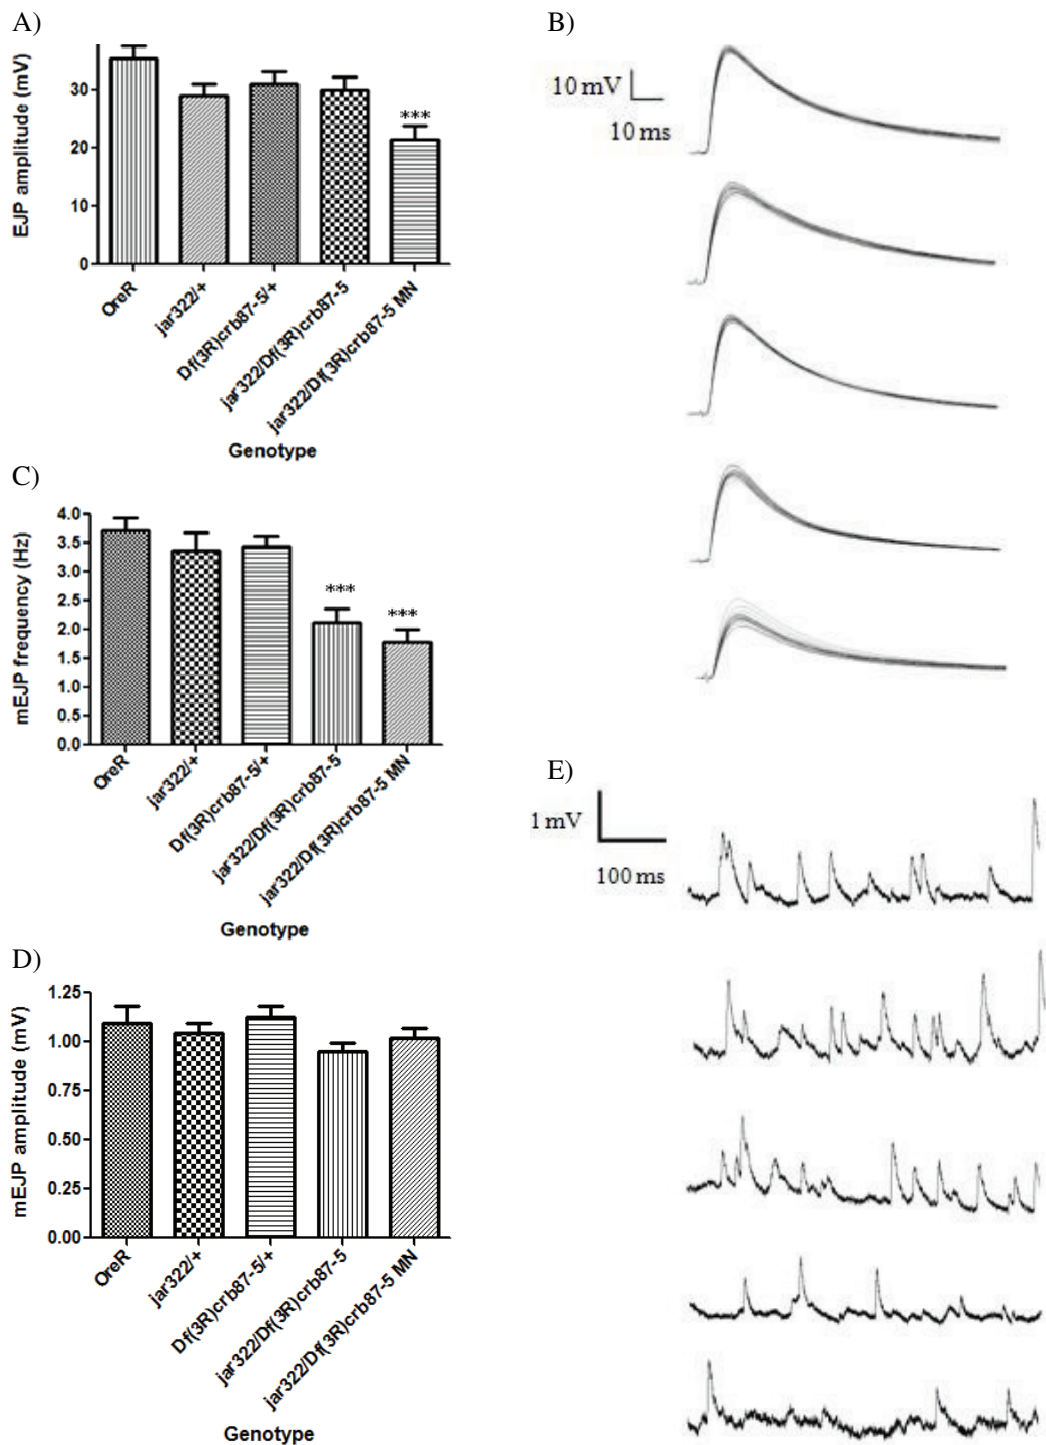 A)
EJP amplitude (mV)
30
20
10
0
***
OreR
jar322/+
Df(3R)crb87-5/+
jar322/Df(3R)crb87-5
jar322/Df(3R)crb87-5 MN
Genotype
B)
10 mV
10 ms
C)
mEJP frequency (Hz)
4.0
3.5
3.0
2.5
2.0
1.5
1.0
0.5
0.0
***
***
OreR
jar322/+
Df(3R)crb87-5/+
jar322/Df(3R)crb87-5
jar322/Df(3R)crb87-5 MN
Genotype
D)
mEJP amplitude (mV)
1.25
1.00
0.75
0.50
0.25
0.00
OreR
jar322/+
Df(3R)crb87-5/+
jar322/Df(3R)crb87-5
jar322/Df(3R)crb87-5 MN
Genotype
E)
1 mV
100 ms